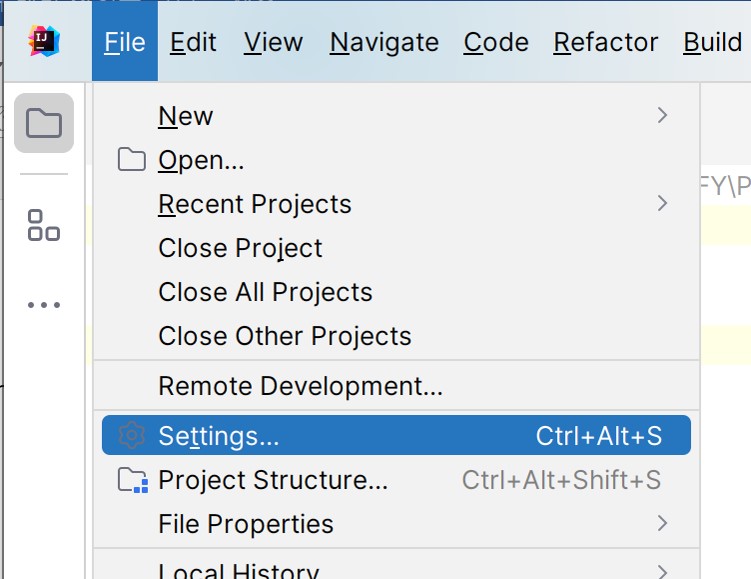 File Edit View Navigate Code Refactor Build
New
Open...
Recent Projects
FY\P
Close Project
Close All Projects
Close Other Projects
Remote Development...
Settings... Ctrl+Alt+S
Project Structure... Ctrl+Alt+Shift+S
File Properties
Local History